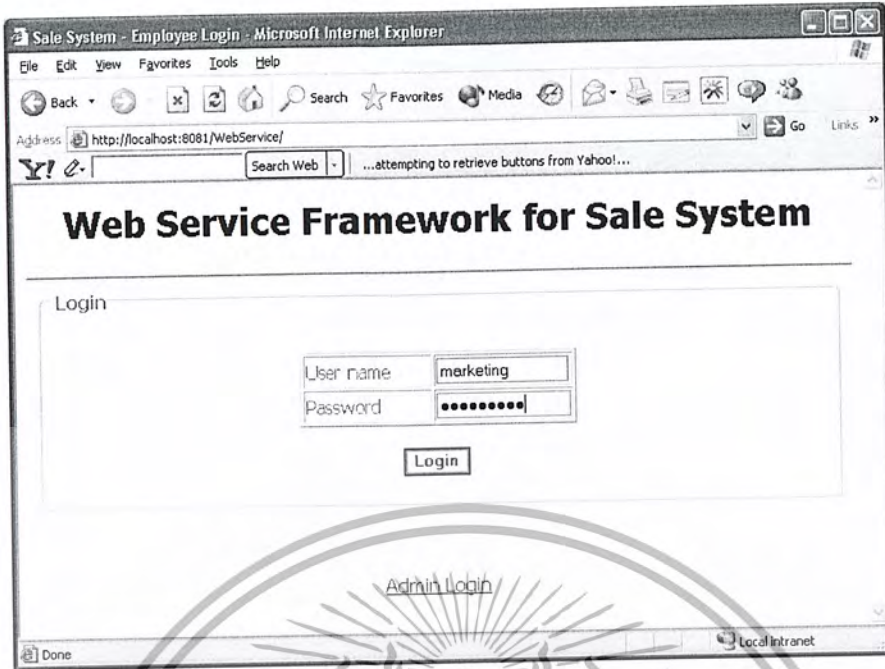 Sale System - Employee Login - Microsoft Internet Explorer
File Edit View Favorites Tools Help
Back Search Favorites Media
Address http://localhost:8081/WebService/ Go Links »
Y! Search Web ...attempting to retrieve buttons from Yahoo!...
Web Service Framework for Sale System
Login
User name marketing
Password •••••••••
Login
Admin Login
Done Local intranet